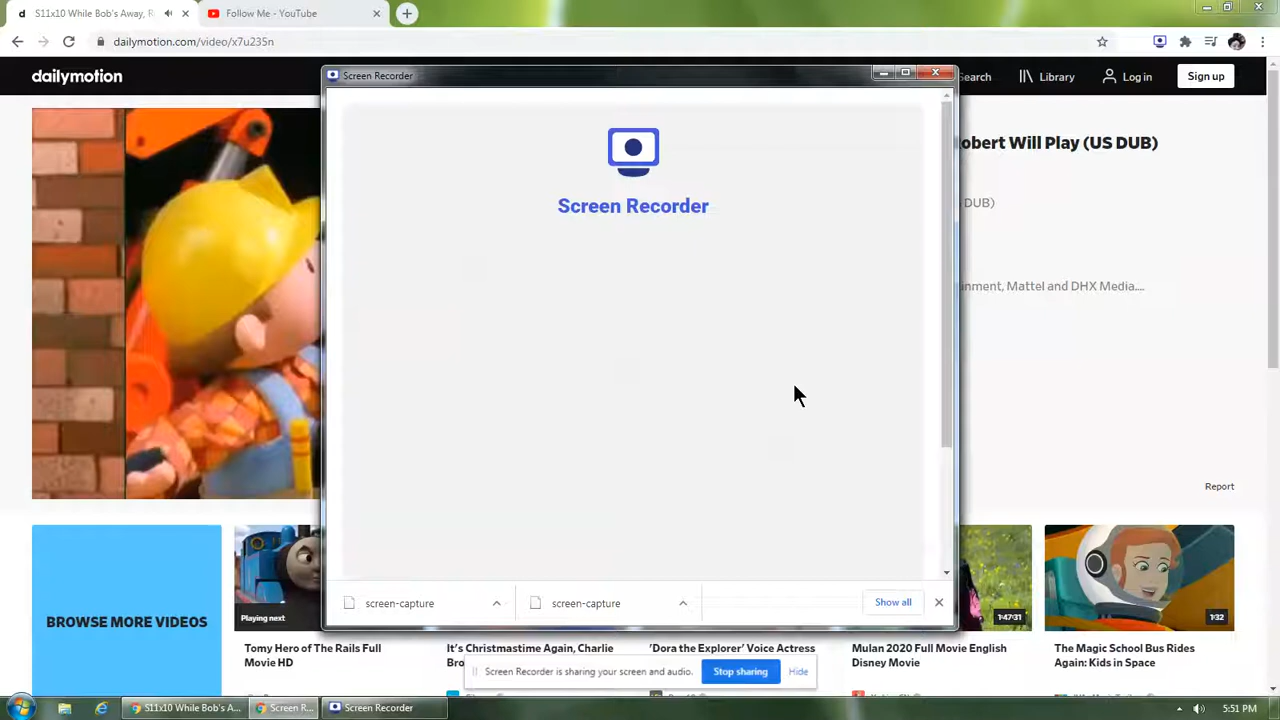 S11x10 While Bob's Away, R
Follow Me - YouTube
dailymotion.com/video/x7u235n
dailymotion
Search
Library
Log in
Sign up
Screen Recorder
Screen Recorder
obert Will Play (US DUB)
DUB)
inment, Mattel and DHX Media....
Report
BROWSE MORE VIDEOS
Playing next
1:47:31
1:32
Tomy Hero of The Rails Full
Movie HD
It's Christmastime Again, Charlie
Bro
'Dora the Explorer' Voice Actress
Mulan 2020 Full Movie English
Disney Movie
The Magic School Bus Rides
Again: Kids in Space
screen-capture
screen-capture
Show all
Screen Recorder is sharing your screen and audio.
Stop sharing
Hide
S11x10 While Bob's A...
Screen R...
Screen Recorder
5:51 PM